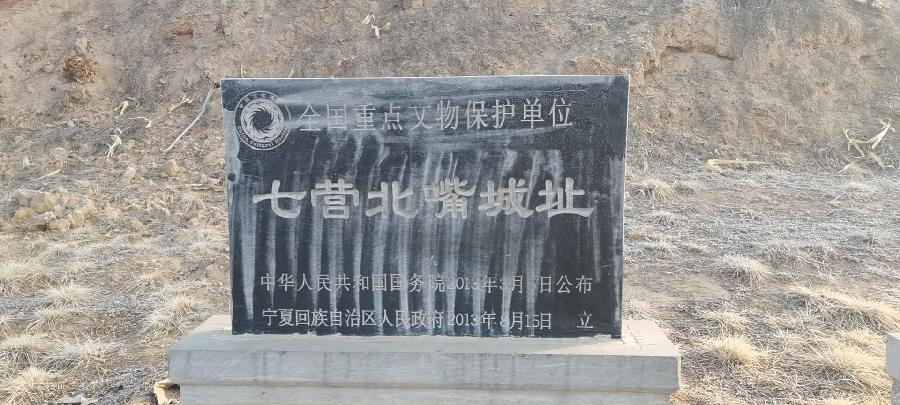 全国重点文物保护单位
七营北嘴城址
中华人民共和国国务院2013年3月5日公布
宁夏回族自治区人民政府2013年8月15日 立